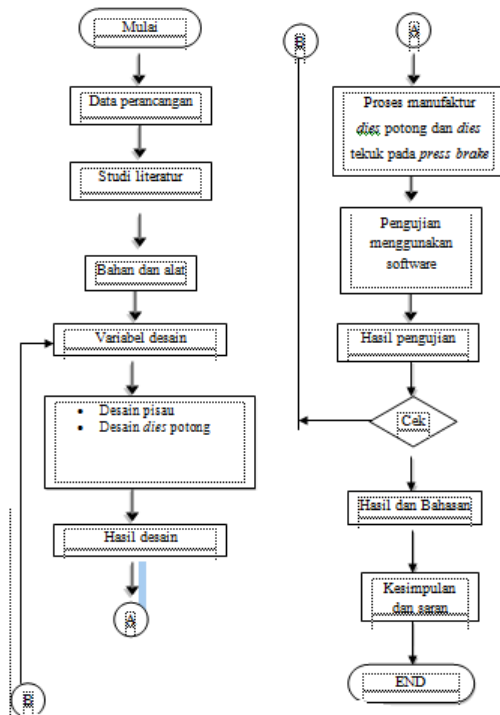 Mulai
Data perancangan
Studi literatur
Bahan dan alat
Variabel desain
• Desain pisau
• Desain dies potong
Hasil desain
A
B
B
A
Proses manufaktur
dies potong dan dies
tekuk pada press brake
Pengujian
menggunakan
software
Hasil pengujian
Cek
Hasil dan Bahasan
Kesimpulan
dan saran
END